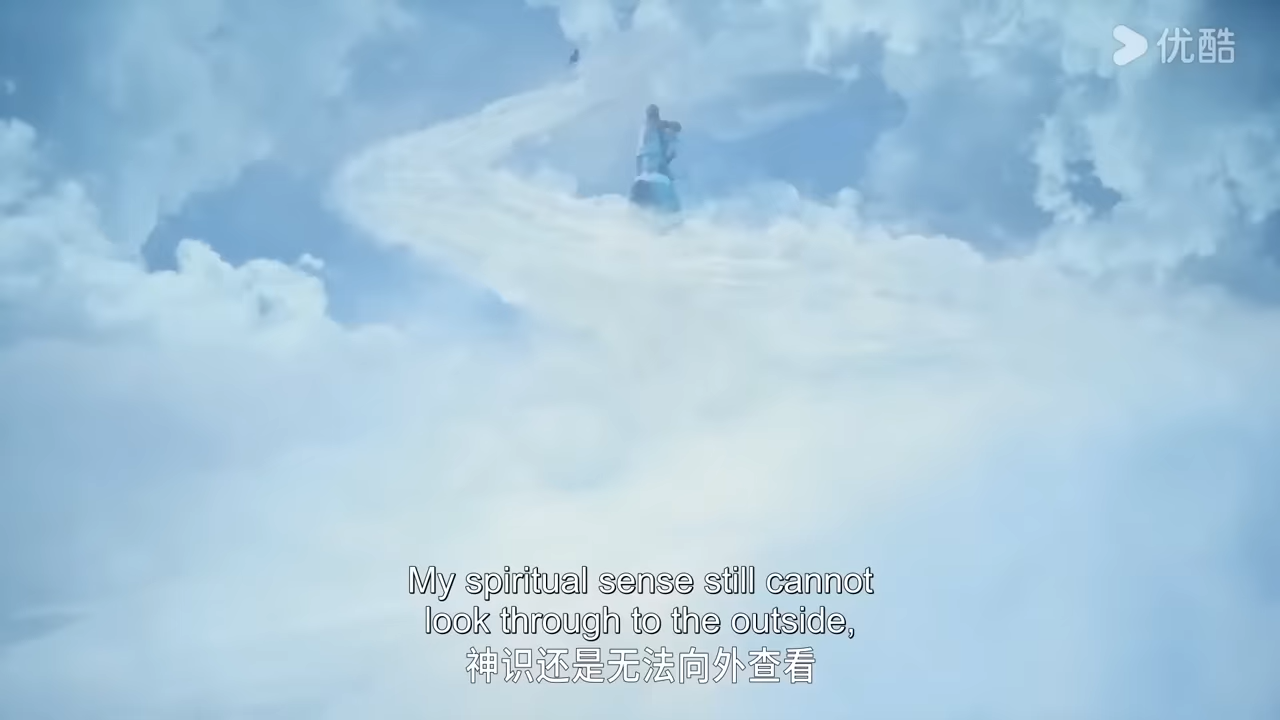 优酷
My spiritual sense still cannot
look through to the outside,
神识还是无法向外查看